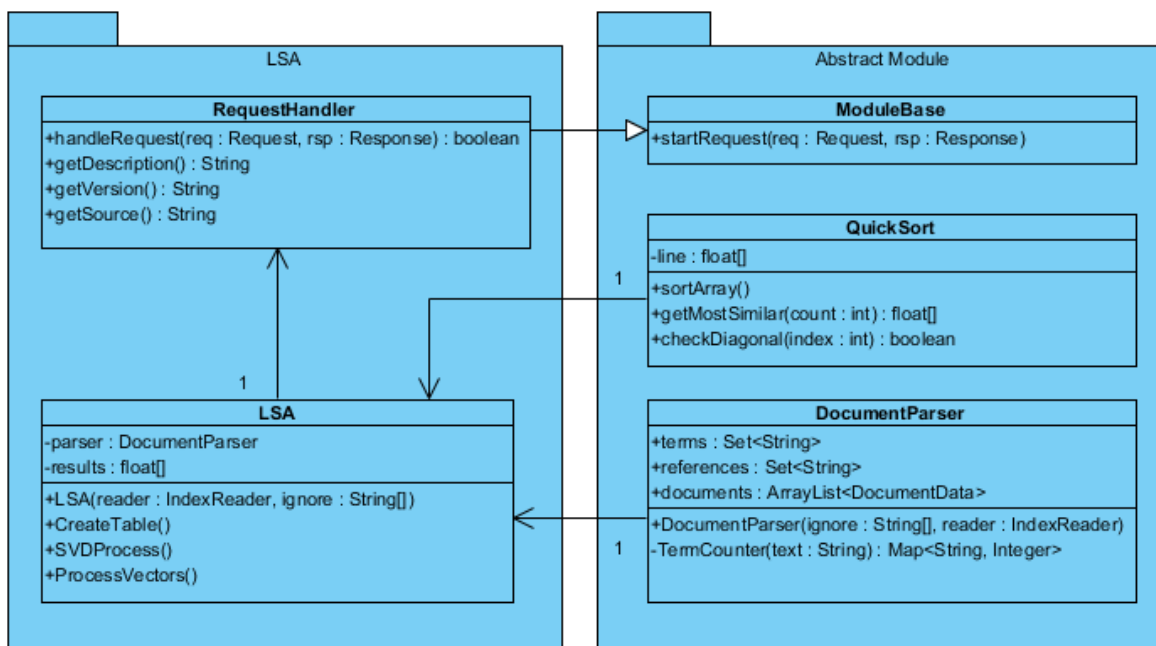 LSA
RequestHandler
+handleRequest(req : Request, rsp : Response) : boolean
+getDescription() : String
+getVersion() : String
+getSource() : String
1
LSA
-parser : DocumentParser
-results : float[]
+LSA(reader : IndexReader, ignore : String[])
+CreateTable()
+SVDProcess()
+ProcessVectors()
Abstract Module
ModuleBase
+startRequest(req : Request, rsp : Response)
QuickSort
-line : float[]
1
+sortArray()
+getMostSimilar(count : int) : float[]
+checkDiagonal(index : int) : boolean
DocumentParser
+terms : Set<String>
+references : Set<String>
+documents : ArrayList<DocumentData>
+DocumentParser(ignore : String[], reader : IndexReader)
1
-TermCounter(text : String) : Map<String, Integer>